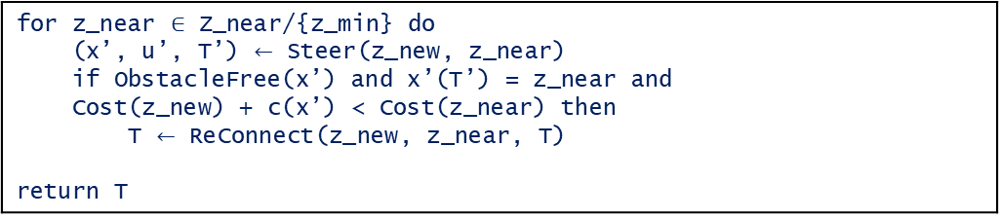 for z_near ∈ Z_near/{z_min} do
    (x’, u’, T’) ← Steer(z_new, z_near)
    if ObstacleFree(x’) and x’(T’) = z_near and
    Cost(z_new) + c(x’) < Cost(z_near) then
        T ← ReConnect(z_new, z_near, T)
return T